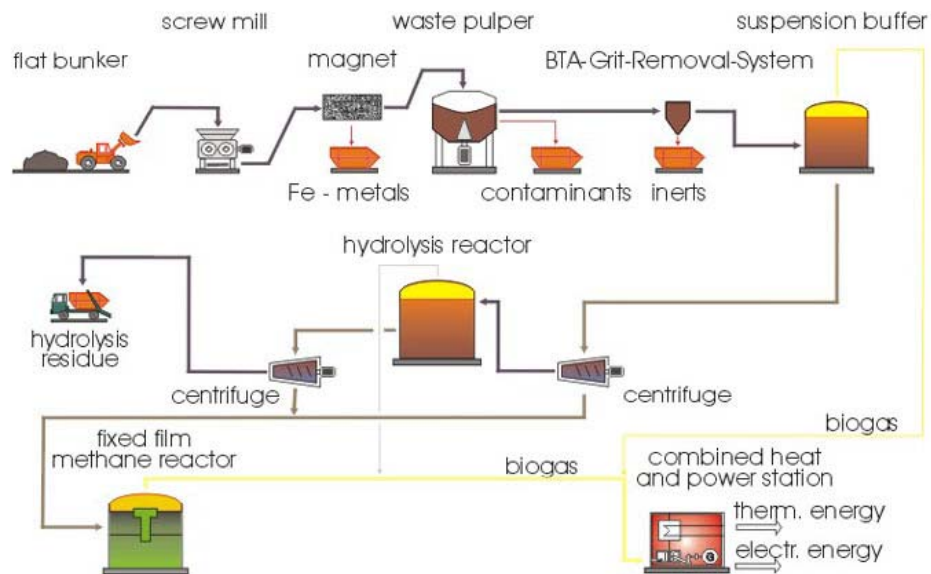 screw mill
waste pulper
suspension buffer
flat bunker
magnet
BTA-Grit-Removal-System
Fe - metals
contaminants
inerts
hydrolysis reactor
hydrolysis
residue
centrifuge
centrifuge
biogas
fixed film
methane reactor
biogas
combined heat
and power station
therm. energy
electr. energy